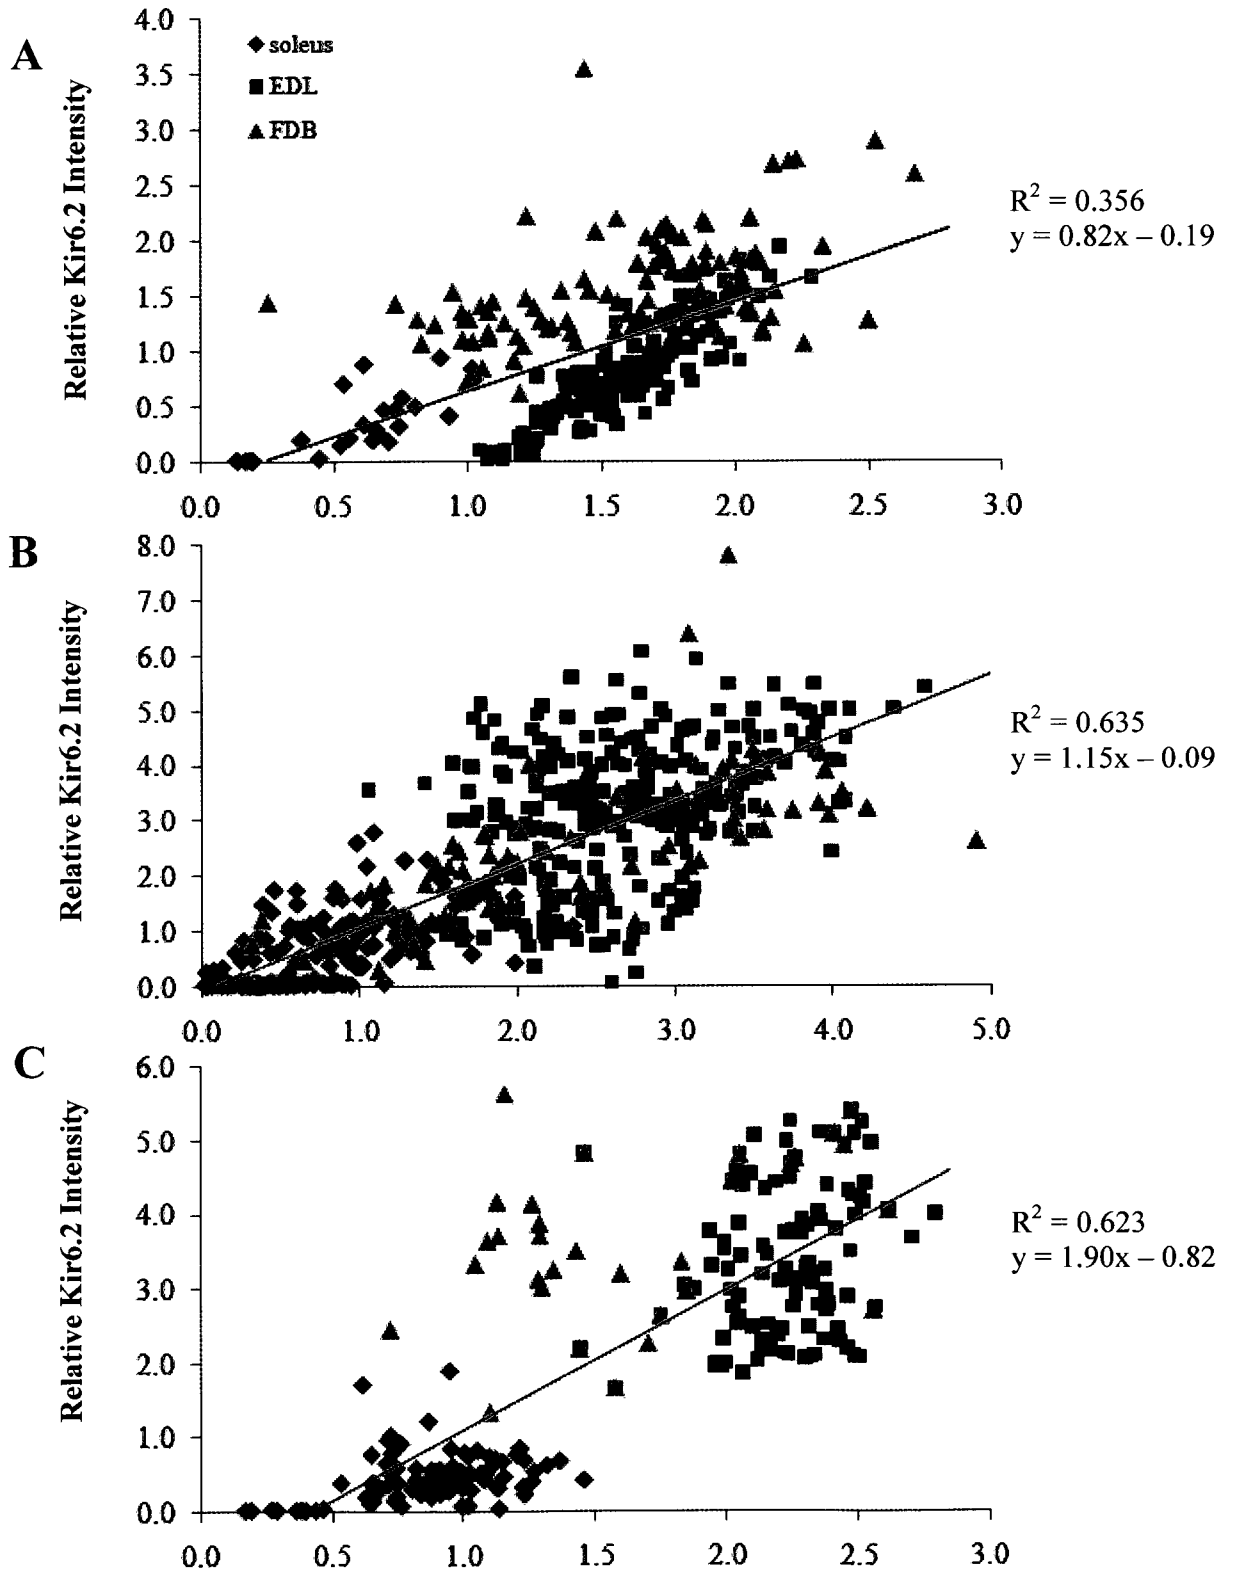 A
Relative Kir6.2 Intensity
4.0
3.5
3.0
2.5
2.0
1.5
1.0
0.5
0.0
soleus
EDL
FDB
R² = 0.356
y = 0.82x – 0.19
0.0 0.5 1.0 1.5 2.0 2.5 3.0
B
Relative Kir6.2 Intensity
8.0
7.0
6.0
5.0
4.0
3.0
2.0
1.0
0.0
R² = 0.635
y = 1.15x – 0.09
0.0 1.0 2.0 3.0 4.0 5.0
C
Relative Kir6.2 Intensity
6.0
5.0
4.0
3.0
2.0
1.0
0.0
R² = 0.623
y = 1.90x – 0.82
0.0 0.5 1.0 1.5 2.0 2.5 3.0